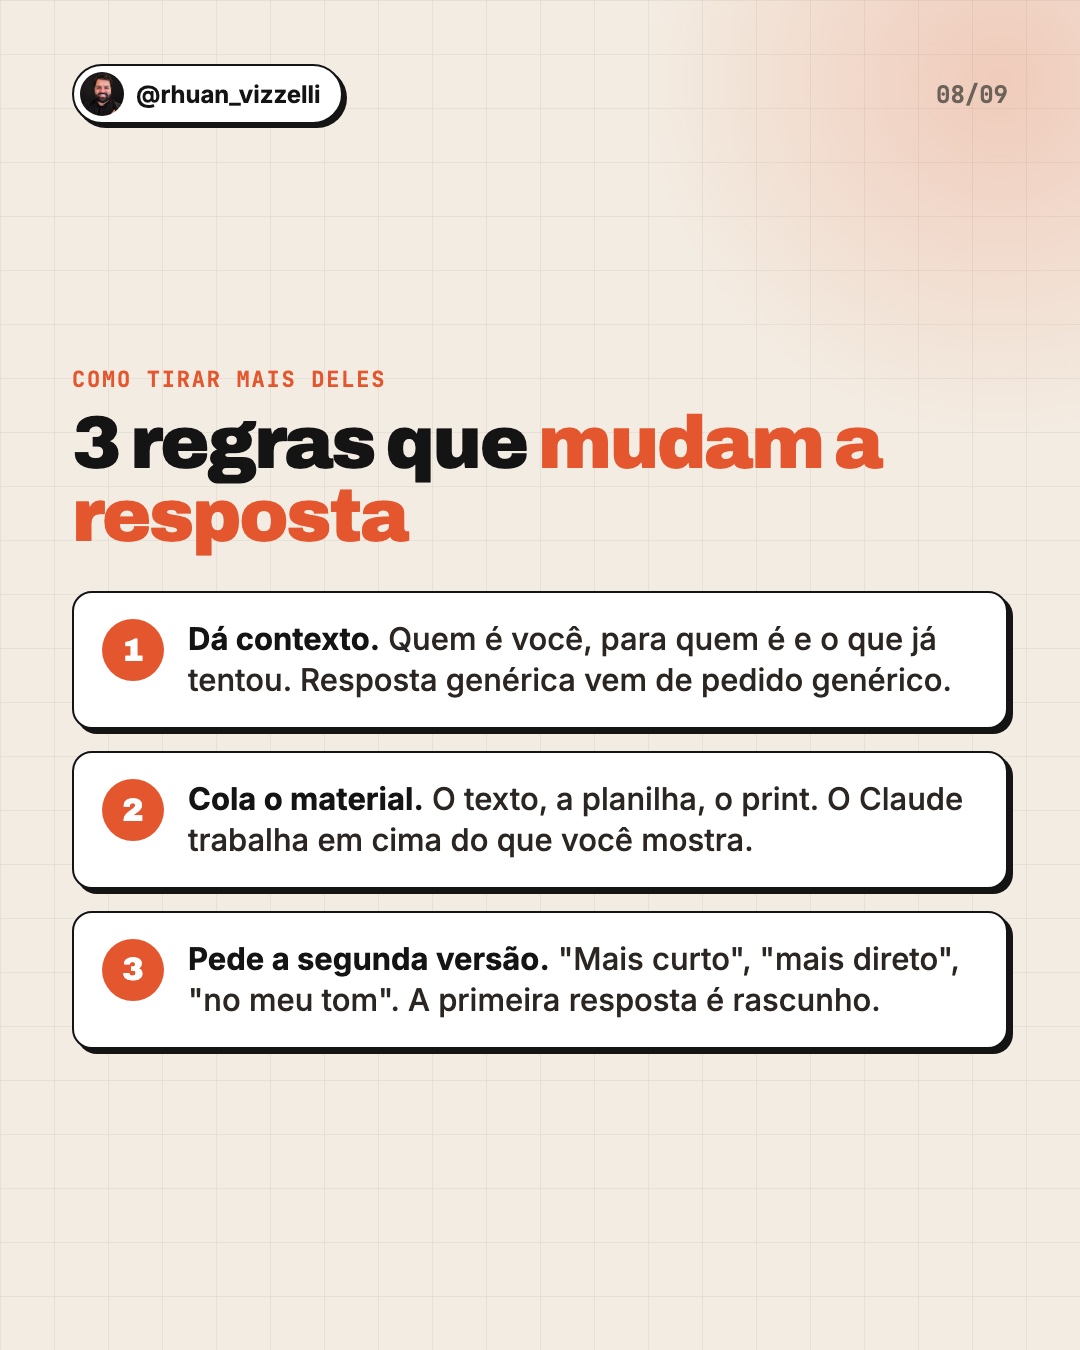 @rhuan_vizzelli
08/09
COMO TIRAR MAIS DELES
3 regras que mudam a
resposta
1
Dá contexto. Quem é você, para quem é e o que já
tentou. Resposta genérica vem de pedido genérico.
2
Cola o material. O texto, a planilha, o print. O Claude
trabalha em cima do que você mostra.
3
Pede a segunda versão. "Mais curto", "mais direto",
"no meu tom". A primeira resposta é rascunho.